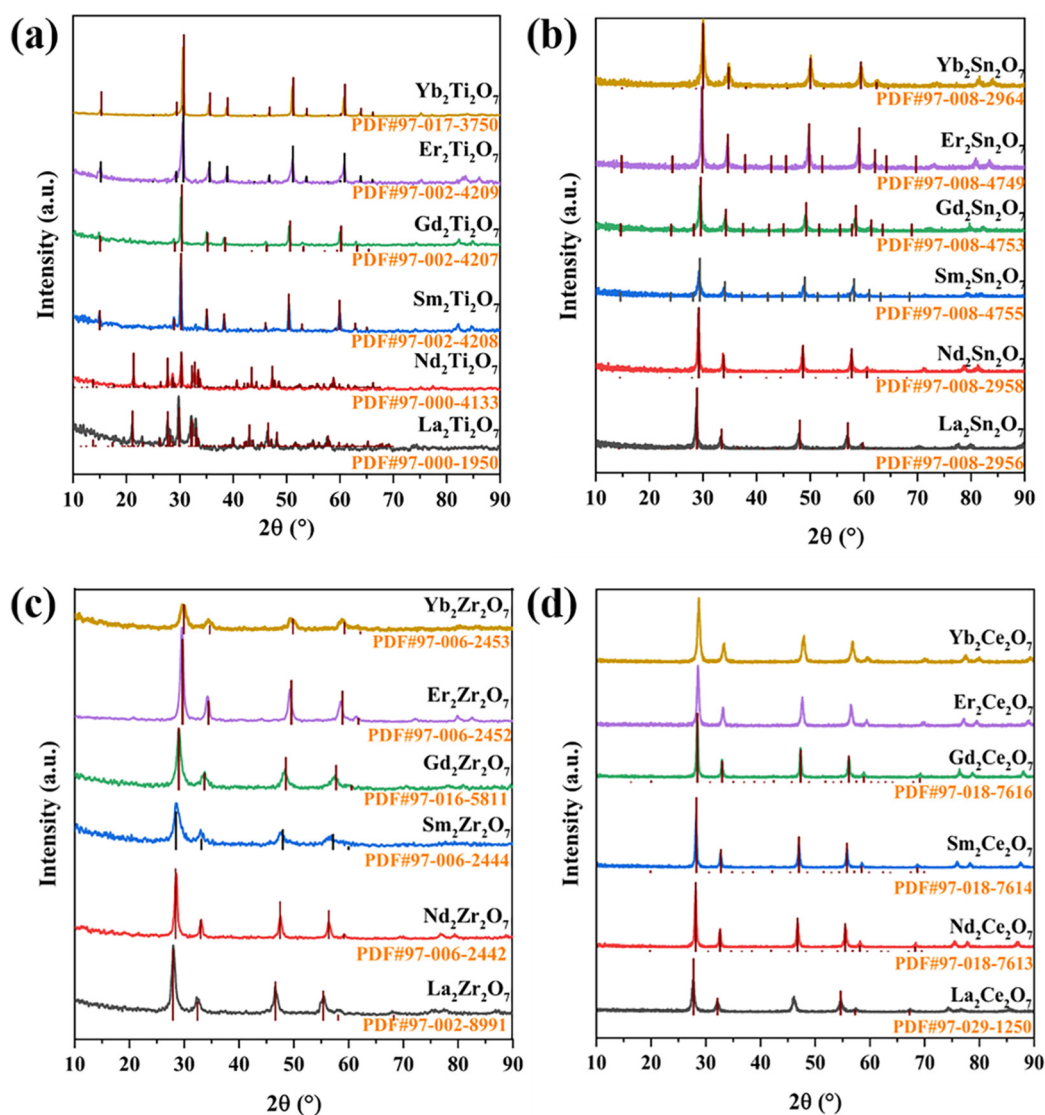 (a)
Yb₂Ti₂O₇
PDF#97-017-3750
Er₂Ti₂O₇
PDF#97-002-4209
Gd₂Ti₂O₇
PDF#97-002-4207
Sm₂Ti₂O₇
PDF#97-002-4208
Nd₂Ti₂O₇
PDF#97-000-4133
La₂Ti₂O₇
PDF#97-000-1950
Intensity (a.u.)
10 20 30 40 50 60 70 80 90
2θ (°)
(b)
Yb₂Sn₂O₇
PDF#97-008-2964
Er₂Sn₂O₇
PDF#97-008-4749
Gd₂Sn₂O₇
PDF#97-008-4753
Sm₂Sn₂O₇
PDF#97-008-4755
Nd₂Sn₂O₇
PDF#97-008-2958
La₂Sn₂O₇
PDF#97-008-2956
Intensity (a.u.)
10 20 30 40 50 60 70 80 90
2θ (°)
(c)
Yb₂Zr₂O₇
PDF#97-006-2453
Er₂Zr₂O₇
PDF#97-006-2452
Gd₂Zr₂O₇
PDF#97-016-5811
Sm₂Zr₂O₇
PDF#97-006-2444
Nd₂Zr₂O₇
PDF#97-006-2442
La₂Zr₂O₇
PDF#97-002-8991
Intensity (a.u.)
10 20 30 40 50 60 70 80 90
2θ (°)
(d)
Yb₂Ce₂O₇
Er₂Ce₂O₇
Gd₂Ce₂O₇
PDF#97-018-7616
Sm₂Ce₂O₇
PDF#97-018-7614
Nd₂Ce₂O₇
PDF#97-018-7613
La₂Ce₂O₇
PDF#97-029-1250
Intensity (a.u.)
10 20 30 40 50 60 70 80 90
2θ (°)